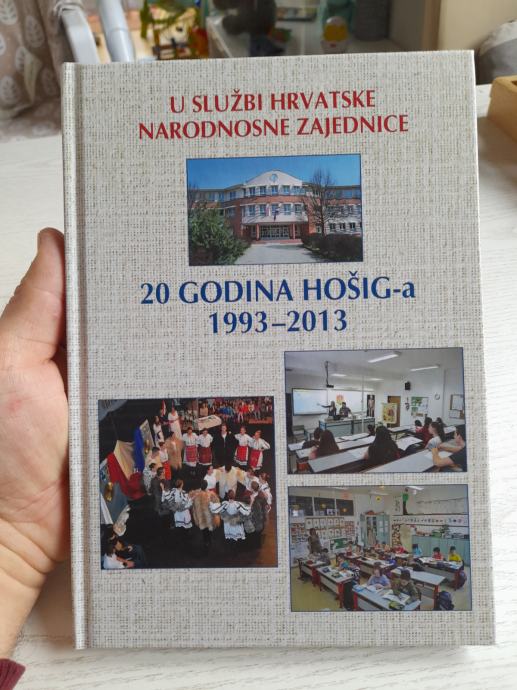 U SLUŽBI HRVATSKE
NARODNOSNE ZAJEDNICE
20 GODINA HOŠIG-a
1993–2013